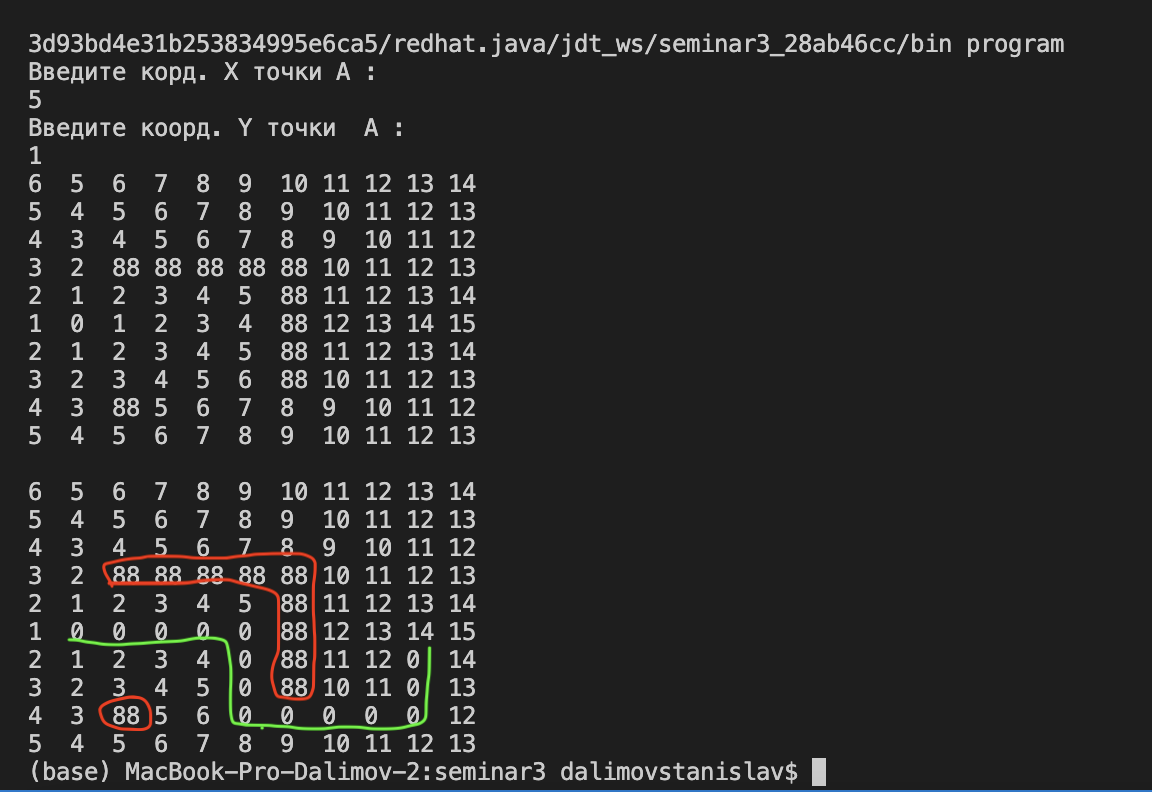 3d93bd4e31b253834995e6ca5/redhat.java/jdt_ws/seminar3_28ab46cc/bin program
Введите корд. X точки A :
5
Введите коорд. Y точки  A :
1
6  5  6  7  8  9  10 11 12 13 14
5  4  5  6  7  8  9  10 11 12 13
4  3  4  5  6  7  8  9  10 11 12
3  2  88 88 88 88 88 10 11 12 13
2  1  2  3  4  5  88 11 12 13 14
1  0  1  2  3  4  88 12 13 14 15
2  1  2  3  4  5  88 11 12 13 14
3  2  3  4  5  6  88 10 11 12 13
4  3  88 5  6  7  8  9  10 11 12
5  4  5  6  7  8  9  10 11 12 13

6  5  6  7  8  9  10 11 12 13 14
5  4  5  6  7  8  9  10 11 12 13
4  3  4  5  6  7  8  9  10 11 12
3  2  88 88 88 88 88 10 11 12 13
2  1  2  3  4  5  88 11 12 13 14
1  0  0  0  0  0  88 12 13 14 15
2  1  2  3  4  0  88 11 12 0  14
3  2  3  4  5  0  88 10 11 0  13
4  3  88 5  6  0  0  0  0  0  12
5  4  5  6  7  8  9  10 11 12 13
(base) MacBook-Pro-Dalimov-2:seminar3 dalimovstanislav$